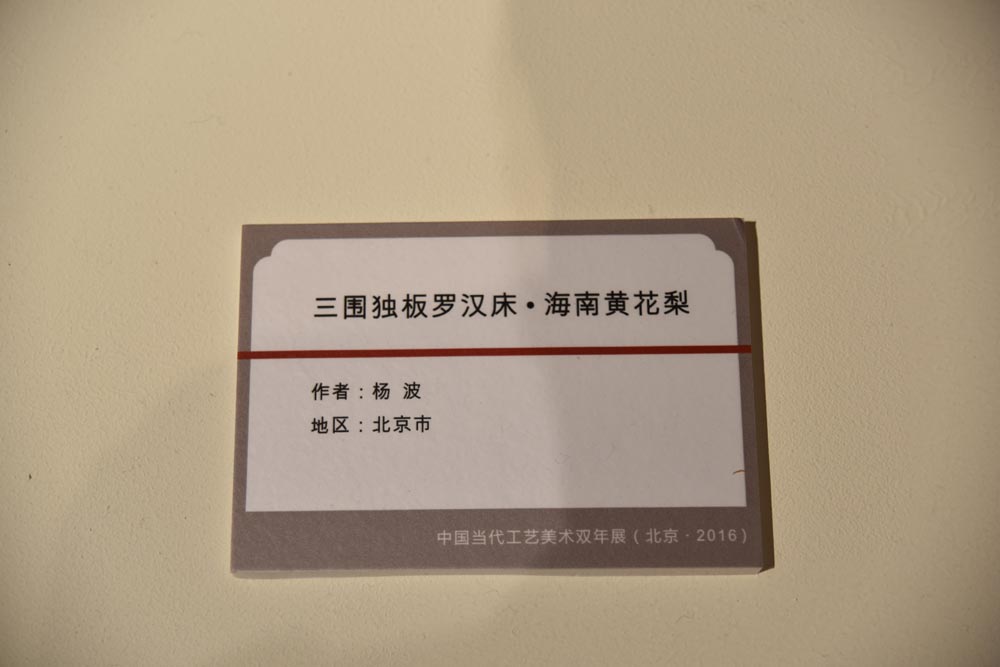 三围独板罗汉床·海南黄花梨
作者：杨 波
地区：北京市
中国当代工艺美术双年展（北京·2016）